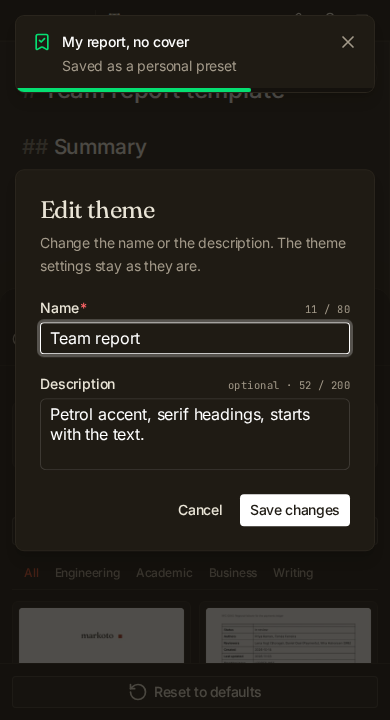 My report, no cover
Saved as a personal preset
# Team report template
## Summary
Edit theme
Change the name or the description. The theme
settings stay as they are.
Name* 11 / 80
Team report
Description optional · 52 / 200
Petrol accent, serif headings, starts
with the text.
Cancel Save changes
All Engineering Academic Business Writing
markoto
Reset to defaults